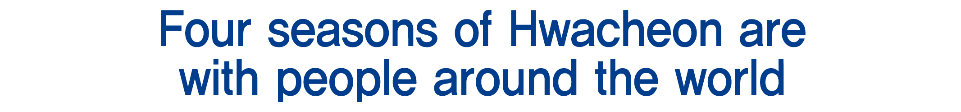 Four seasons of Hwacheon are
with people around the world